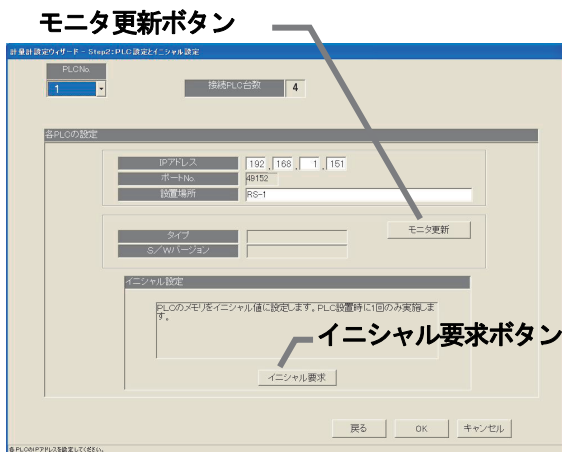 モニタ更新ボタン
計量計設定ウィザード - Step2:PLC設定とイニシャル設定
PLCNo
1
接続PLC台数 4
各PLCの設定
IPアドレス 192 . 168 . 1 . 151
ポートNo 49152
設置場所 RS-1
タイプ
モニタ更新
S/Wバージョン
イニシャル設定
PLCのメモリをイニシャル値に設定します。PLC設置時に1回のみ実施しま
す。
イニシャル要求ボタン
イニシャル要求
戻る OK キャンセル
各PLCのIPアドレスを設定してください。